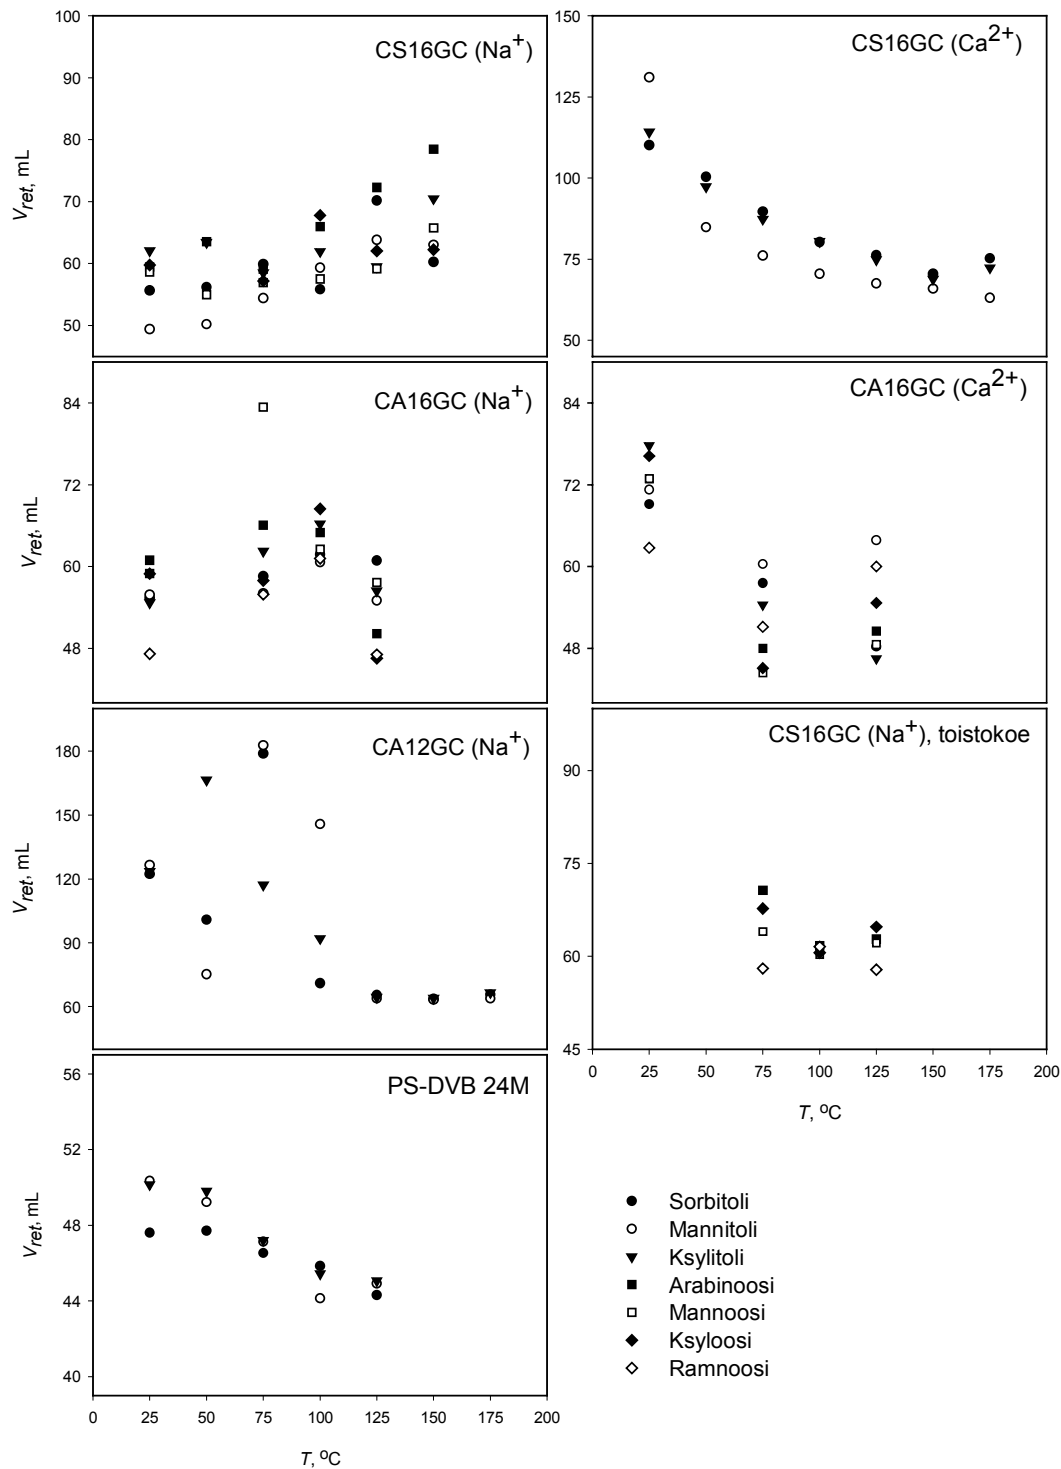 CS16GC (Na⁺)
100
90
80
70
60
50
V_ret, mL
CS16GC (Ca²⁺)
150
125
100
75
50
CA16GC (Na⁺)
84
72
60
48
V_ret, mL
CA16GC (Ca²⁺)
84
72
60
48
CA12GC (Na⁺)
180
150
120
90
60
V_ret, mL
CS16GC (Na⁺), toistokoe
90
75
60
45
0 25 50 75 100 125 150 175 200
T, ºC
PS-DVB 24M
56
52
48
44
40
V_ret, mL
0 25 50 75 100 125 150 175 200
T, ºC
Sorbitoli
Mannitoli
Ksylitoli
Arabinoosi
Mannoosi
Ksyloosi
Ramnoosi